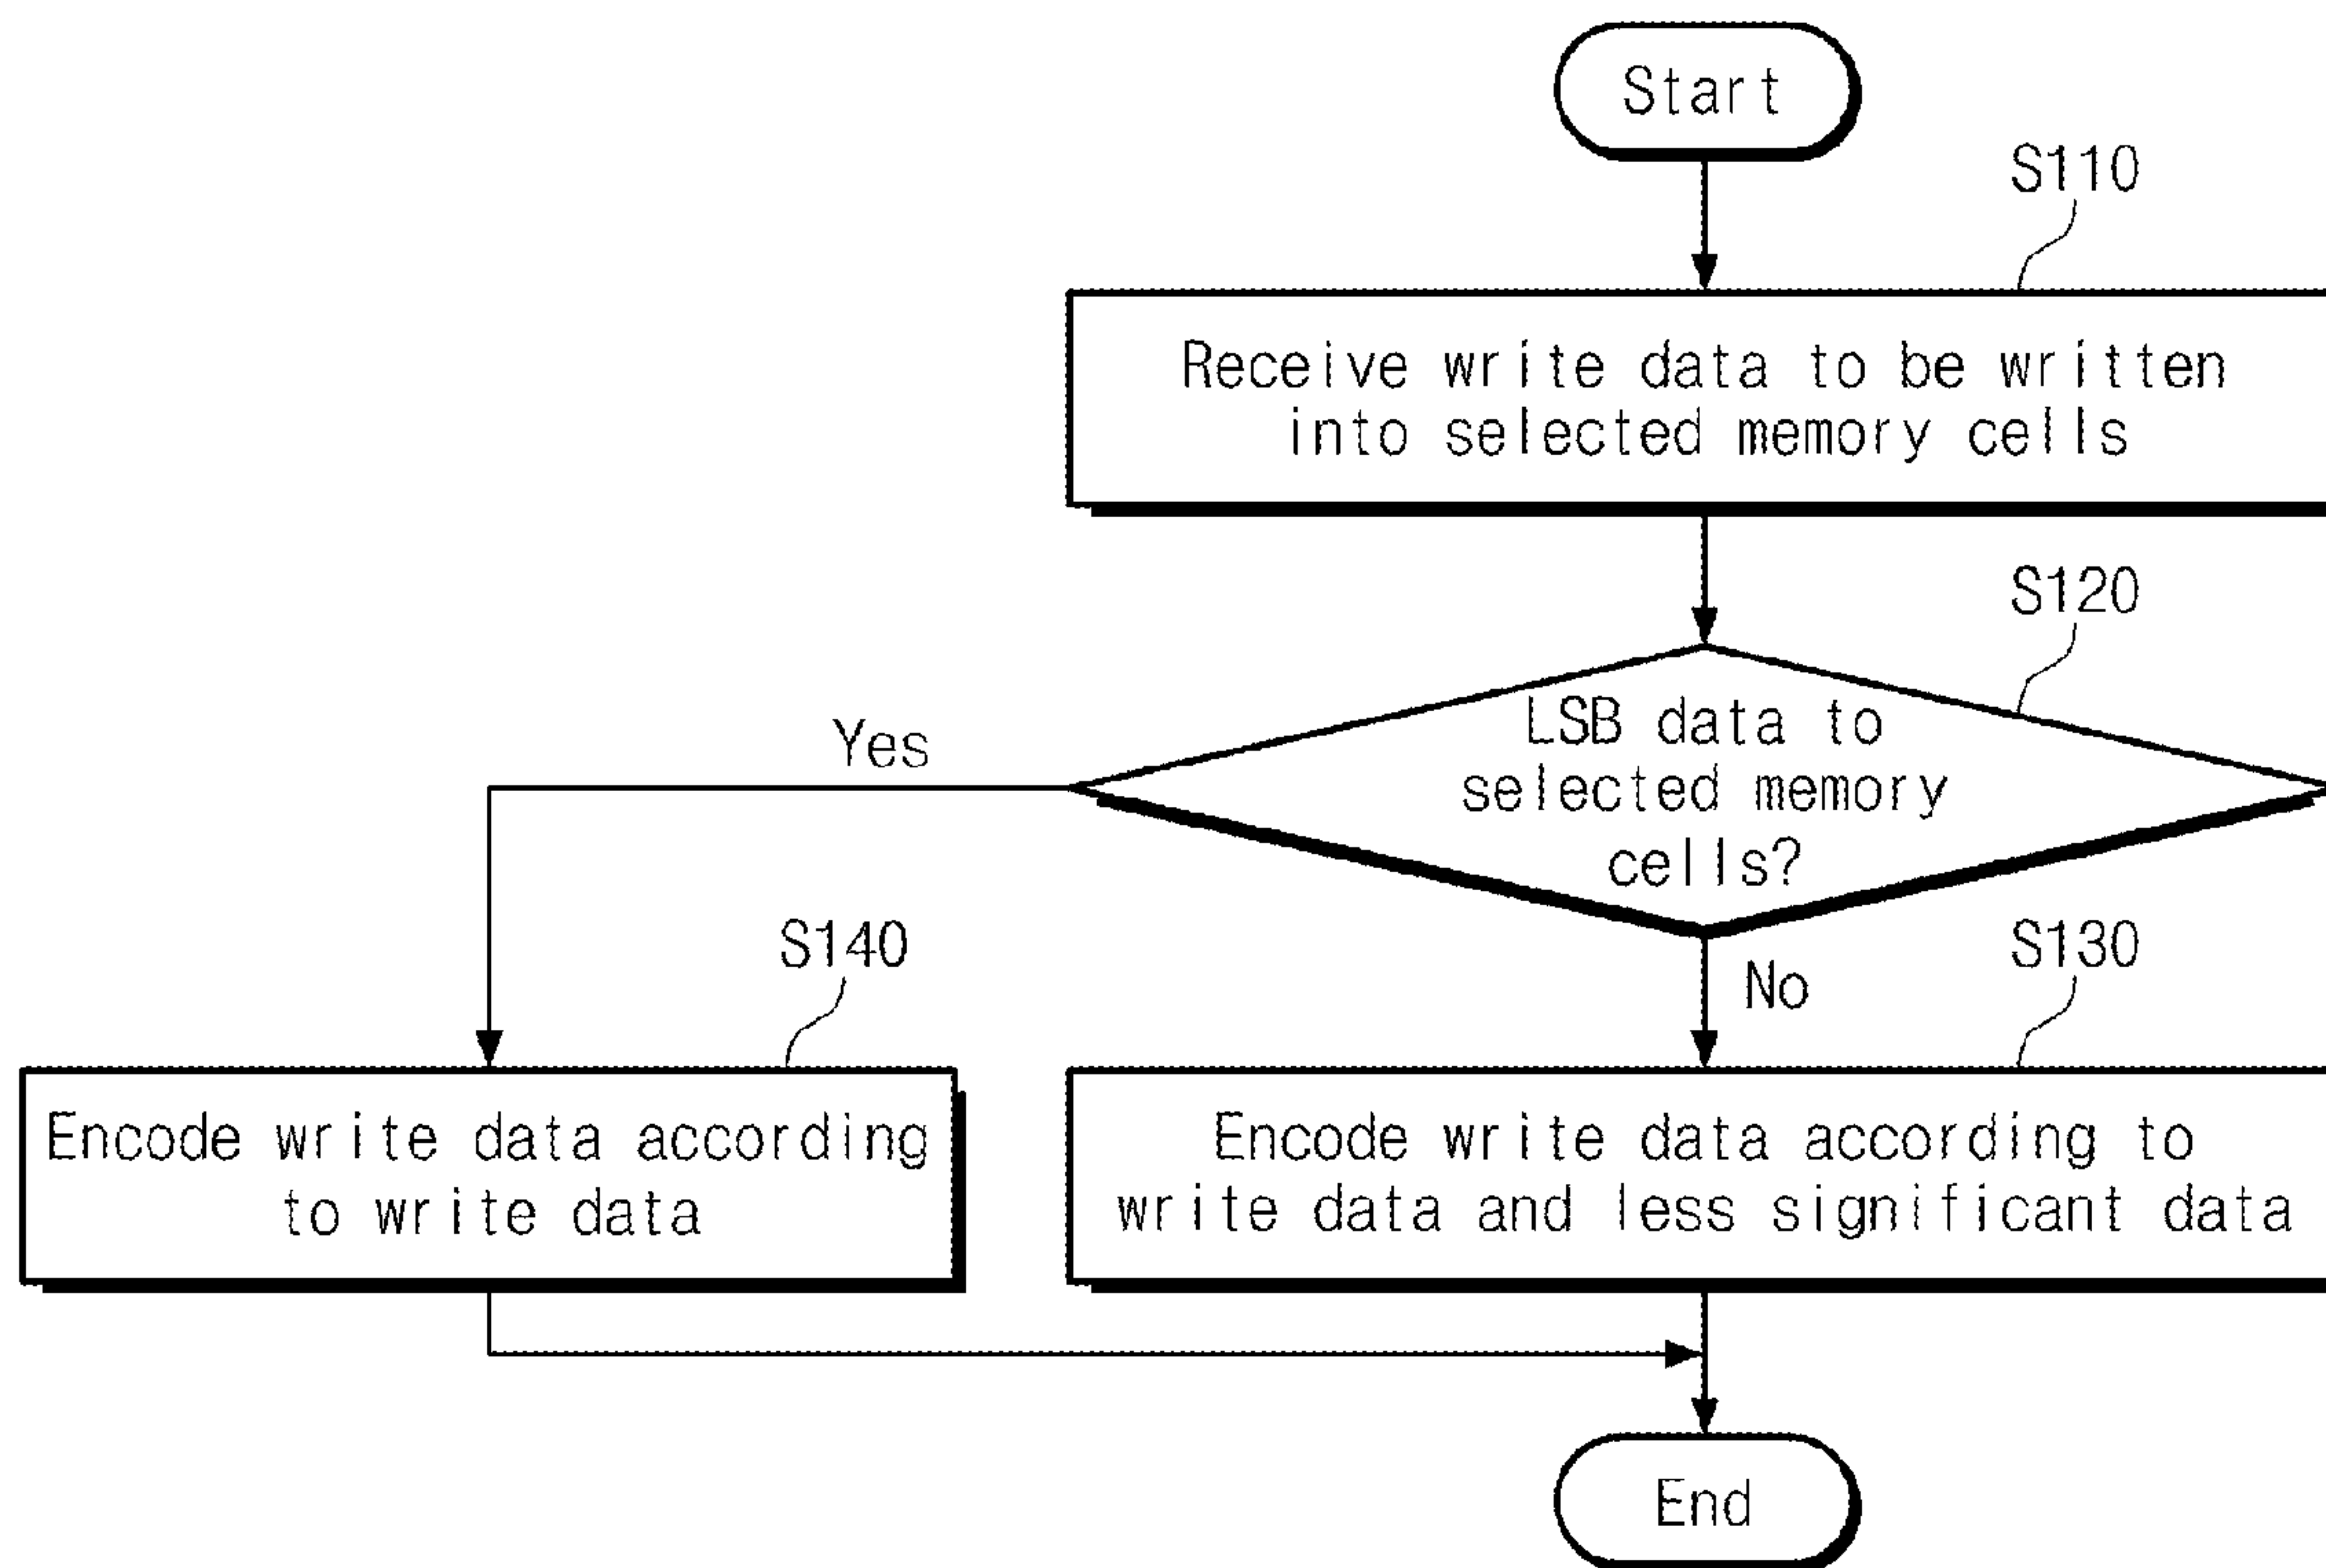 Start
S110
Receive write data to be written
into selected memory cells
S120
LSB data to
selected memory
cells?
Yes
No
S140
S130
Encode write data according
to write data
Encode write data according to
write data and less significant data
End